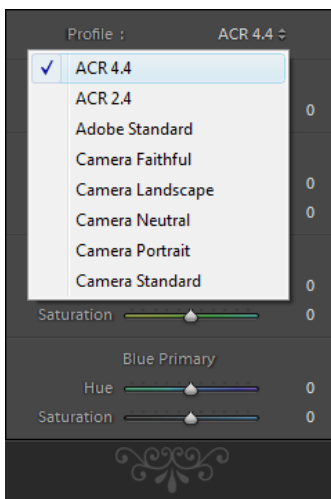 Profile : ACR 4.4
ACR 4.4
ACR 2.4
Adobe Standard
0
Camera Faithful
Camera Landscape 0
Camera Neutral 0
Camera Portrait
Camera Standard 0
Saturation 0
Blue Primary
Hue 0
Saturation 0